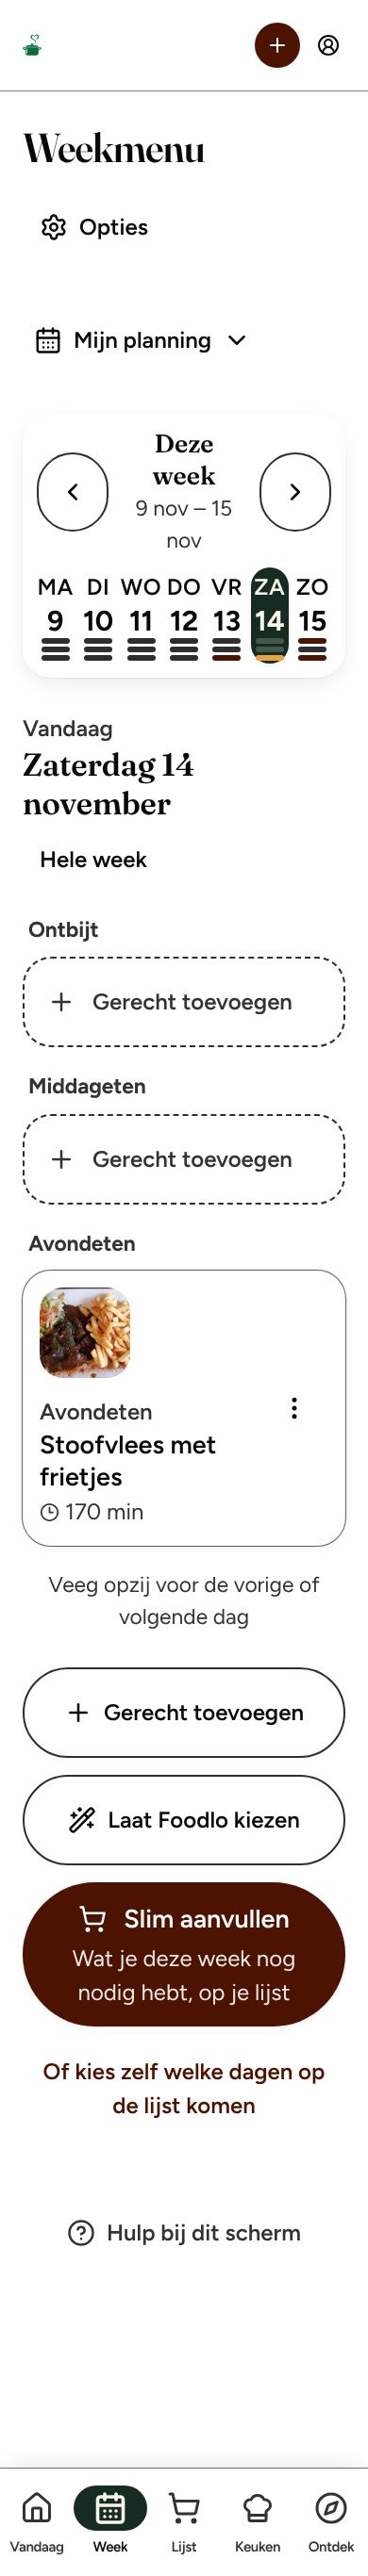 Weekmenu
Opties
Mijn planning
Deze
week
9 nov – 15
nov
MA DI WO DO VR ZA ZO
9 10 11 12 13 14 15
Vandaag
Zaterdag 14
november
Hele week
Ontbijt
Gerecht toevoegen
Middageten
Gerecht toevoegen
Avondeten
Avondeten
Stoofvlees met
frietjes
170 min
Veeg opzij voor de vorige of
volgende dag
Gerecht toevoegen
Laat Foodlo kiezen
Slim aanvullen
Wat je deze week nog
nodig hebt, op je lijst
Of kies zelf welke dagen op
de lijst komen
Hulp bij dit scherm
Vandaag Week Lijst Keuken Ontdek